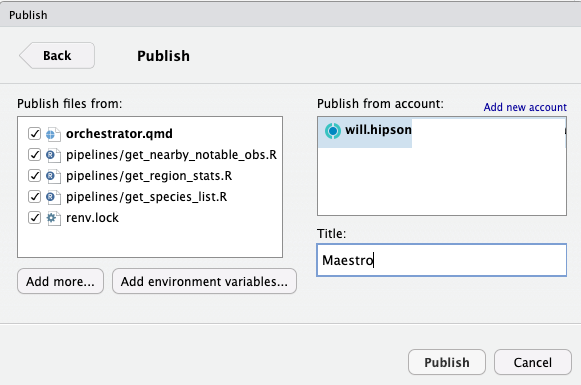 Publish
Back
Publish
Publish files from:
orchestrator.qmd
pipelines/get_nearby_notable_obs.R
pipelines/get_region_stats.R
pipelines/get_species_list.R
renv.lock
Add more...
Add environment variables...
Publish from account:
Add new account
will.hipson
Title:
Maestro
Publish
Cancel